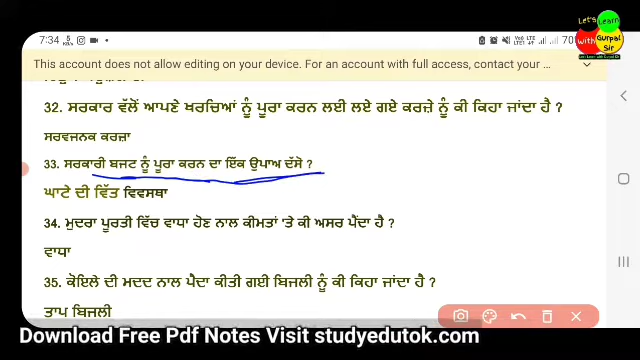 7:34
70
Let's Learn
with Gurpal
Sir
This account does not allow editing on your device. For an account with full access, contact your ...
32. ਸਰਕਾਰ ਵੱਲੋਂ ਆਪਣੇ ਖਰਚਿਆਂ ਨੂੰ ਪੂਰਾ ਕਰਨ ਲਈ ਲਏ ਗਏ ਕਰਜ਼ੇ ਨੂੰ ਕੀ ਕਿਹਾ ਜਾਂਦਾ ਹੈ ?
ਸਰਵਜਨਕ ਕਰਜ਼ਾ
33. ਸਰਕਾਰੀ ਬਜਟ ਨੂੰ ਪੂਰਾ ਕਰਨ ਦਾ ਇੱਕ ਉਪਾਅ ਦੱਸੋ ?
ਘਾਟੇ ਦੀ ਵਿੱਤ ਵਿਵਸਥਾ
34. ਮੁਦਰਾ ਪੂਰਤੀ ਵਿੱਚ ਵਾਧਾ ਹੋਣ ਨਾਲ ਕੀਮਤਾਂ 'ਤੇ ਕੀ ਅਸਰ ਪੈਂਦਾ ਹੈ ?
ਵਾਧਾ
35. ਕੋਇਲੇ ਦੀ ਮਦਦ ਨਾਲ ਪੈਦਾ ਕੀਤੀ ਗਈ ਬਿਜਲੀ ਨੂੰ ਕੀ ਕਿਹਾ ਜਾਂਦਾ ਹੈ ?
ਤਾਪ ਬਿਜਲੀ
Download Free Pdf Notes Visit studyedutok.com